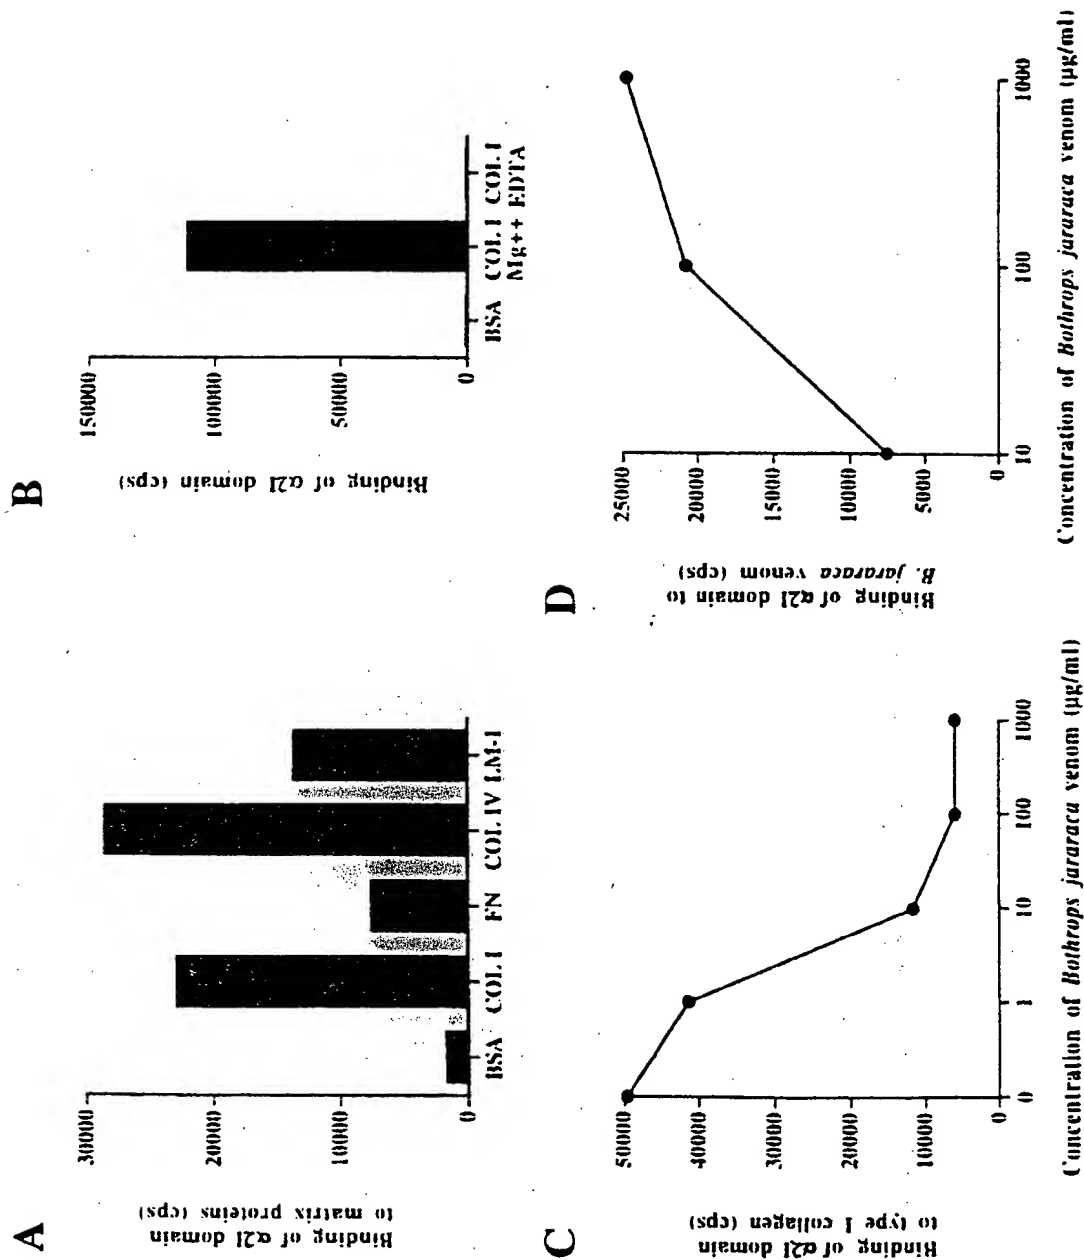 A
Binding of α2I domain
to matrix proteins (cps)
30000
20000
10000
0
BSA COL I FN COL IV LM-1
B
Binding of α2I domain (cps)
150000
100000
50000
0
BSA COL I COL I
Mg++ EDTA
C
Binding of α2I domain
to type I collagen (cps)
50000
40000
30000
20000
10000
0
0 1 10 100 1000
Concentration of Bothrops jararaca venom (µg/ml)
D
Binding of α2I domain to
B. jararaca venom (cps)
25000
20000
15000
10000
5000
0
10 100 1000
Concentration of Bothrops jararaca venom (µg/ml)